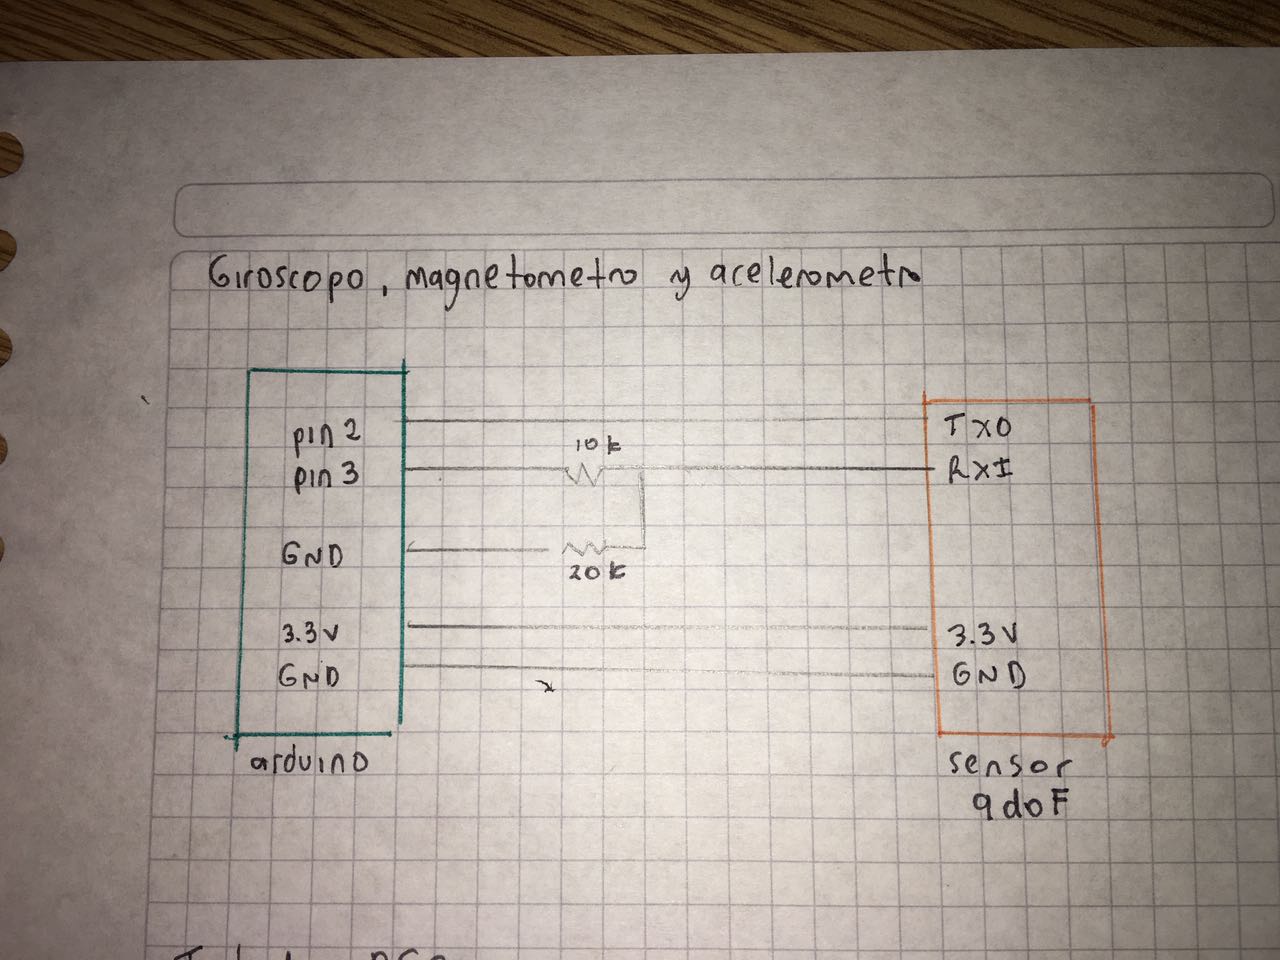 Giroscopo, magnetometro y acelerometro
pin 2
TXO
10k
pin 3
RXI
GND
20k
3.3V
3.3V
GND
GND
arduino
sensor
9doF